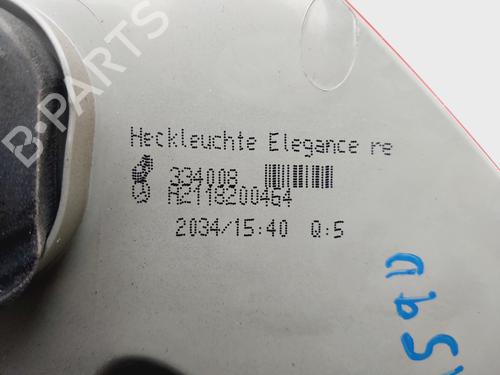 Heckleuchte Elegance re
334008
A2118200464
2034/15:40 Q:5
B-PARTS